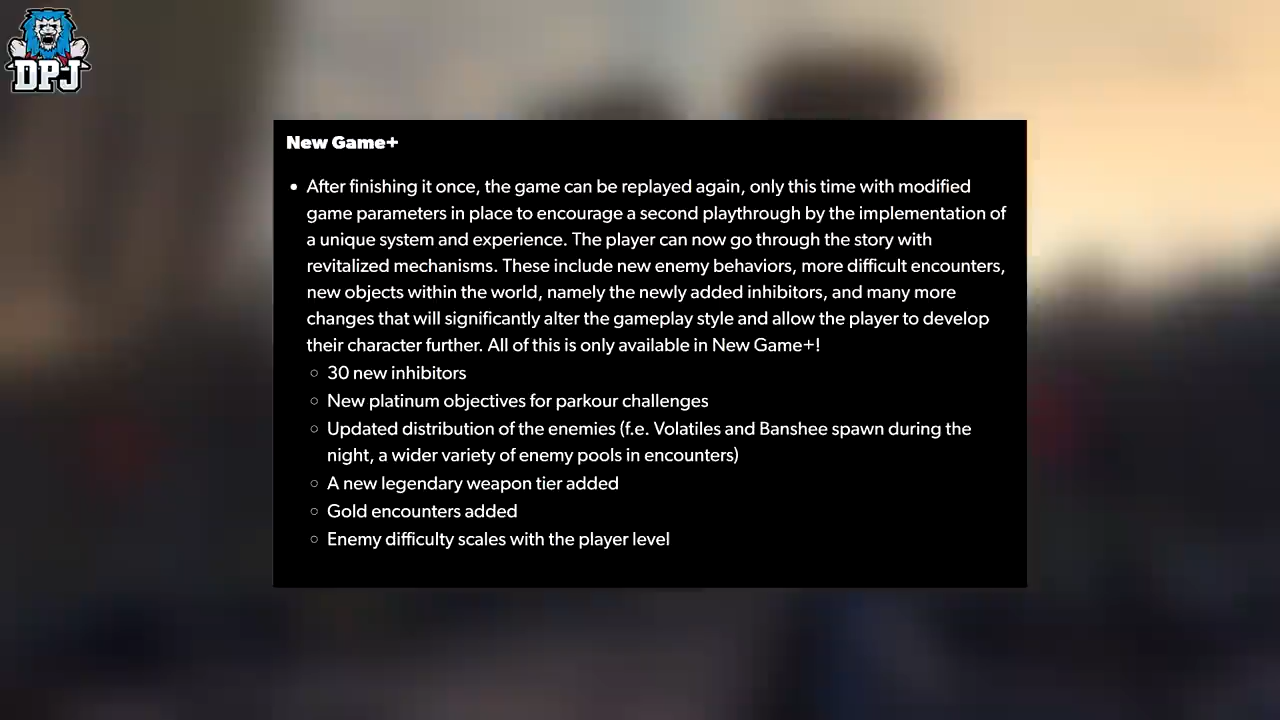 DPJ
New Game+
• After finishing it once, the game can be replayed again, only this time with modified
game parameters in place to encourage a second playthrough by the implementation of
a unique system and experience. The player can now go through the story with
revitalized mechanisms. These include new enemy behaviors, more difficult encounters,
new objects within the world, namely the newly added inhibitors, and many more
changes that will significantly alter the gameplay style and allow the player to develop
their character further. All of this is only available in New Game+!
○ 30 new inhibitors
○ New platinum objectives for parkour challenges
○ Updated distribution of the enemies (f.e. Volatiles and Banshee spawn during the
night, a wider variety of enemy pools in encounters)
○ A new legendary weapon tier added
○ Gold encounters added
○ Enemy difficulty scales with the player level